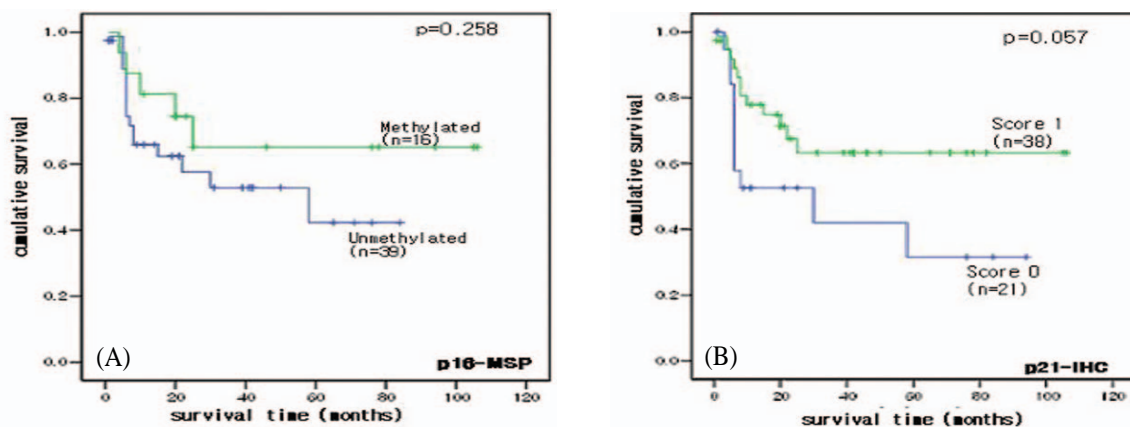 p=0.258
1.0
0.8
0.6
0.4
0.2
0.0
cumulative survival
Methylated
(n=16)
Unmethylated
(n=39)
(A)
p16-MSP
0 20 40 60 80 100 120
survival time (months)
p=0.057
1.0
0.8
0.6
0.4
0.2
0.0
cumulative survival
Score 1
(n=38)
Score 0
(n=21)
(B)
p21-IHC
0 20 40 60 80 100 120
survival time (months)